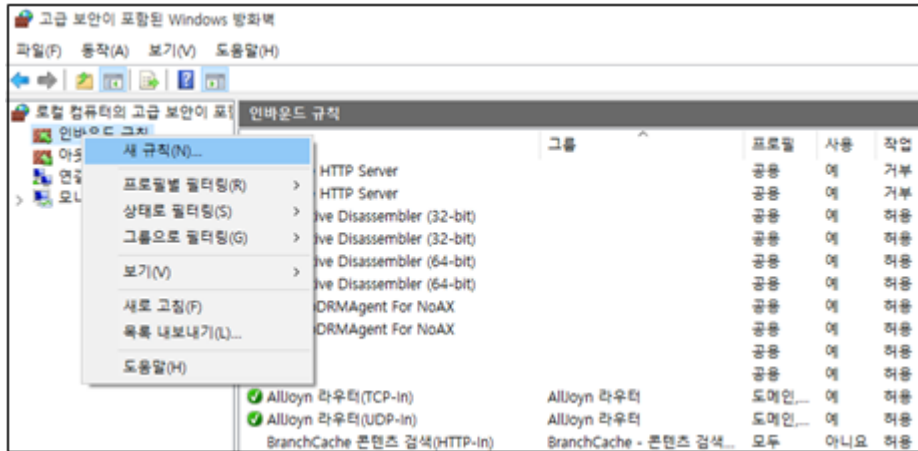 고급 보안이 포함된 Windows 방화벽
파일(F) 동작(A) 보기(V) 도움말(H)
로컬 컴퓨터의 고급 보안이 포
인바운드 규칙
인바운드 규칙
아웃
연결
모니
새 규칙(N)...
프로필별 필터링(R)
상태로 필터링(S)
그룹으로 필터링(G)
보기(V)
새로 고침(F)
목록 내보내기(L)...
도움말(H)
그룹 프로필 사용 작업
HTTP Server 공용 예 거부
HTTP Server 공용 예 거부
ive Disassembler (32-bit) 공용 예 허용
ive Disassembler (32-bit) 공용 예 허용
ive Disassembler (64-bit) 공용 예 허용
ive Disassembler (64-bit) 공용 예 허용
DRMAgent For NoAX 공용 예 허용
DRMAgent For NoAX 공용 예 허용
공용 예 허용
공용 예 허용
AllJoyn 라우터(TCP-In) AllJoyn 라우터 도메인,... 예 허용
AllJoyn 라우터(UDP-In) AllJoyn 라우터 도메인,... 예 허용
BranchCache 콘텐츠 검색(HTTP-In) BranchCache - 콘텐츠 검색... 모두 아니요 허용